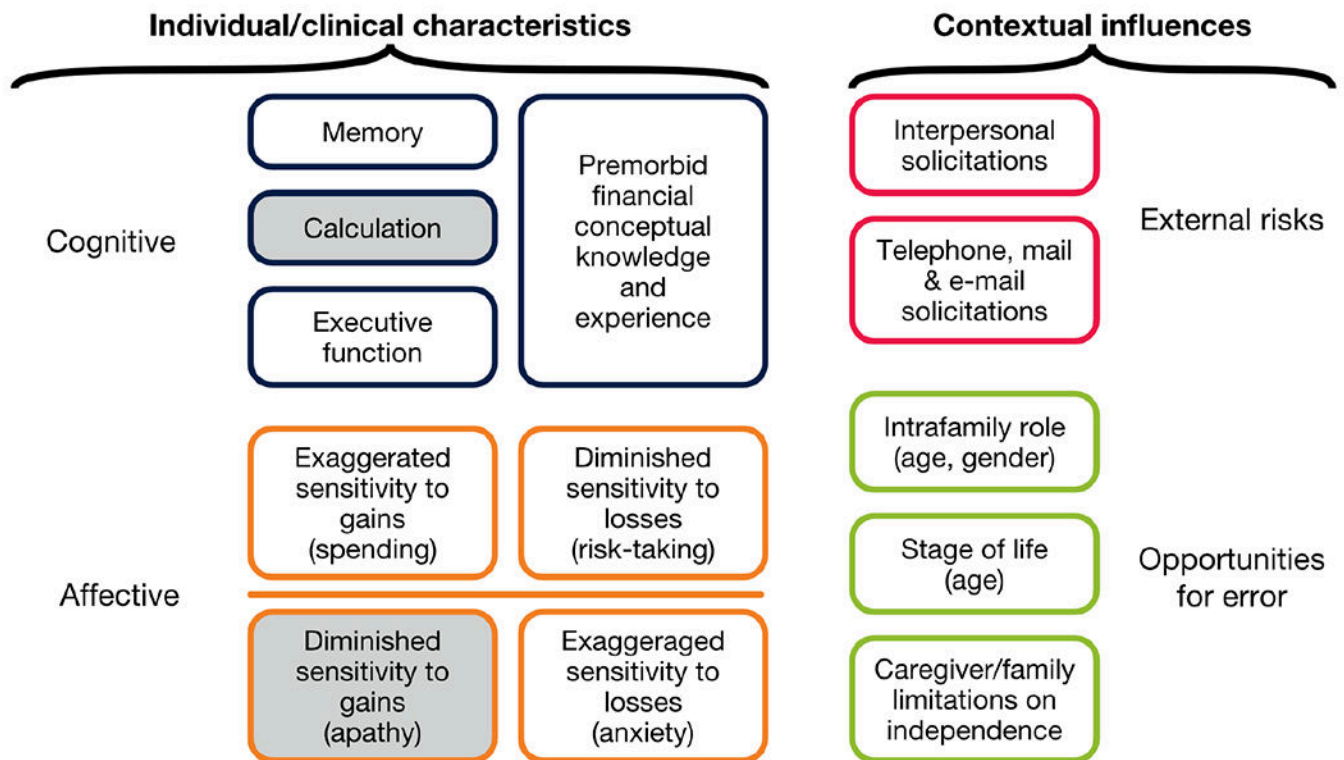 Individual/clinical characteristics
Contextual influences
Cognitive
Memory
Calculation
Executive
function
Premorbid
financial
conceptual
knowledge
and
experience
Interpersonal
solicitations
Telephone, mail
& e-mail
solicitations
External risks
Affective
Exaggerated
sensitivity to
gains
(spending)
Diminished
sensitivity to
losses
(risk-taking)
Diminished
sensitivity to
gains
(apathy)
Exaggeraged
sensitivity to
losses
(anxiety)
Intrafamily role
(age, gender)
Stage of life
(age)
Caregiver/family
limitations on
independence
Opportunities
for error